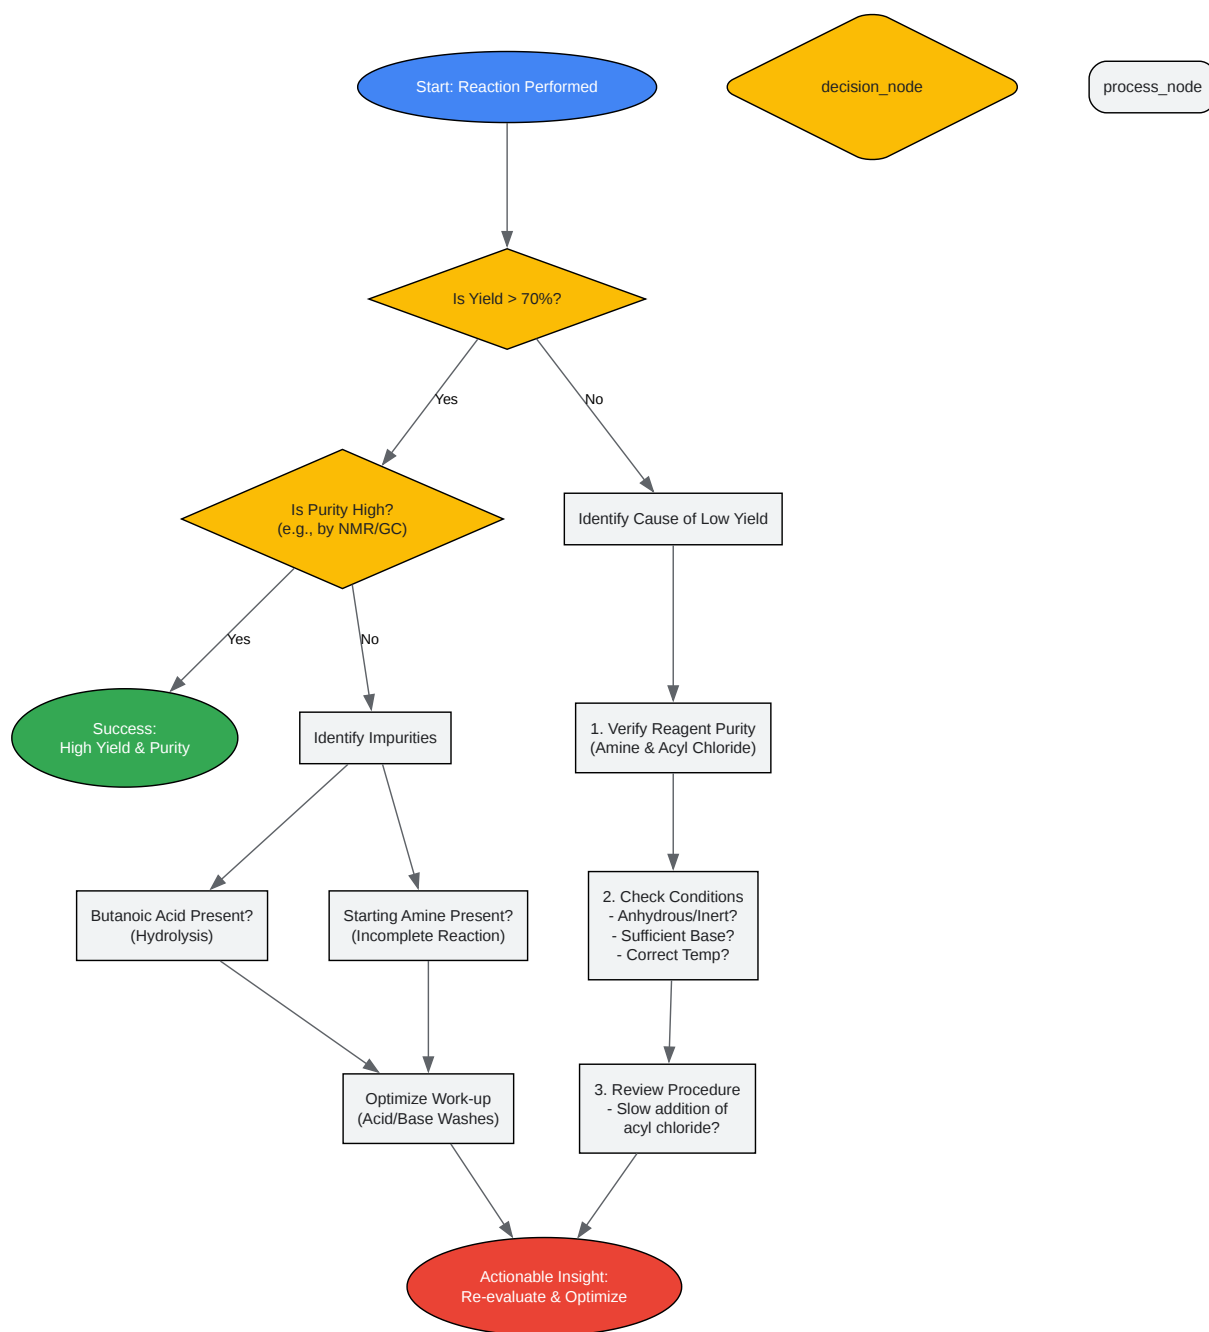 Start: Reaction Performed
decision_node
process_node
Is Yield > 70%?
Yes
No
Is Purity High?
(e.g., by NMR/GC)
Identify Cause of Low Yield
Yes
No
Success:
High Yield & Purity
Identify Impurities
1. Verify Reagent Purity
(Amine & Acyl Chloride)
Butanoic Acid Present?
(Hydrolysis)
Starting Amine Present?
(Incomplete Reaction)
2. Check Conditions
- Anhydrous/Inert?
- Sufficient Base?
- Correct Temp?
Optimize Work-up
(Acid/Base Washes)
3. Review Procedure
- Slow addition of
acyl chloride?
Actionable Insight:
Re-evaluate & Optimize